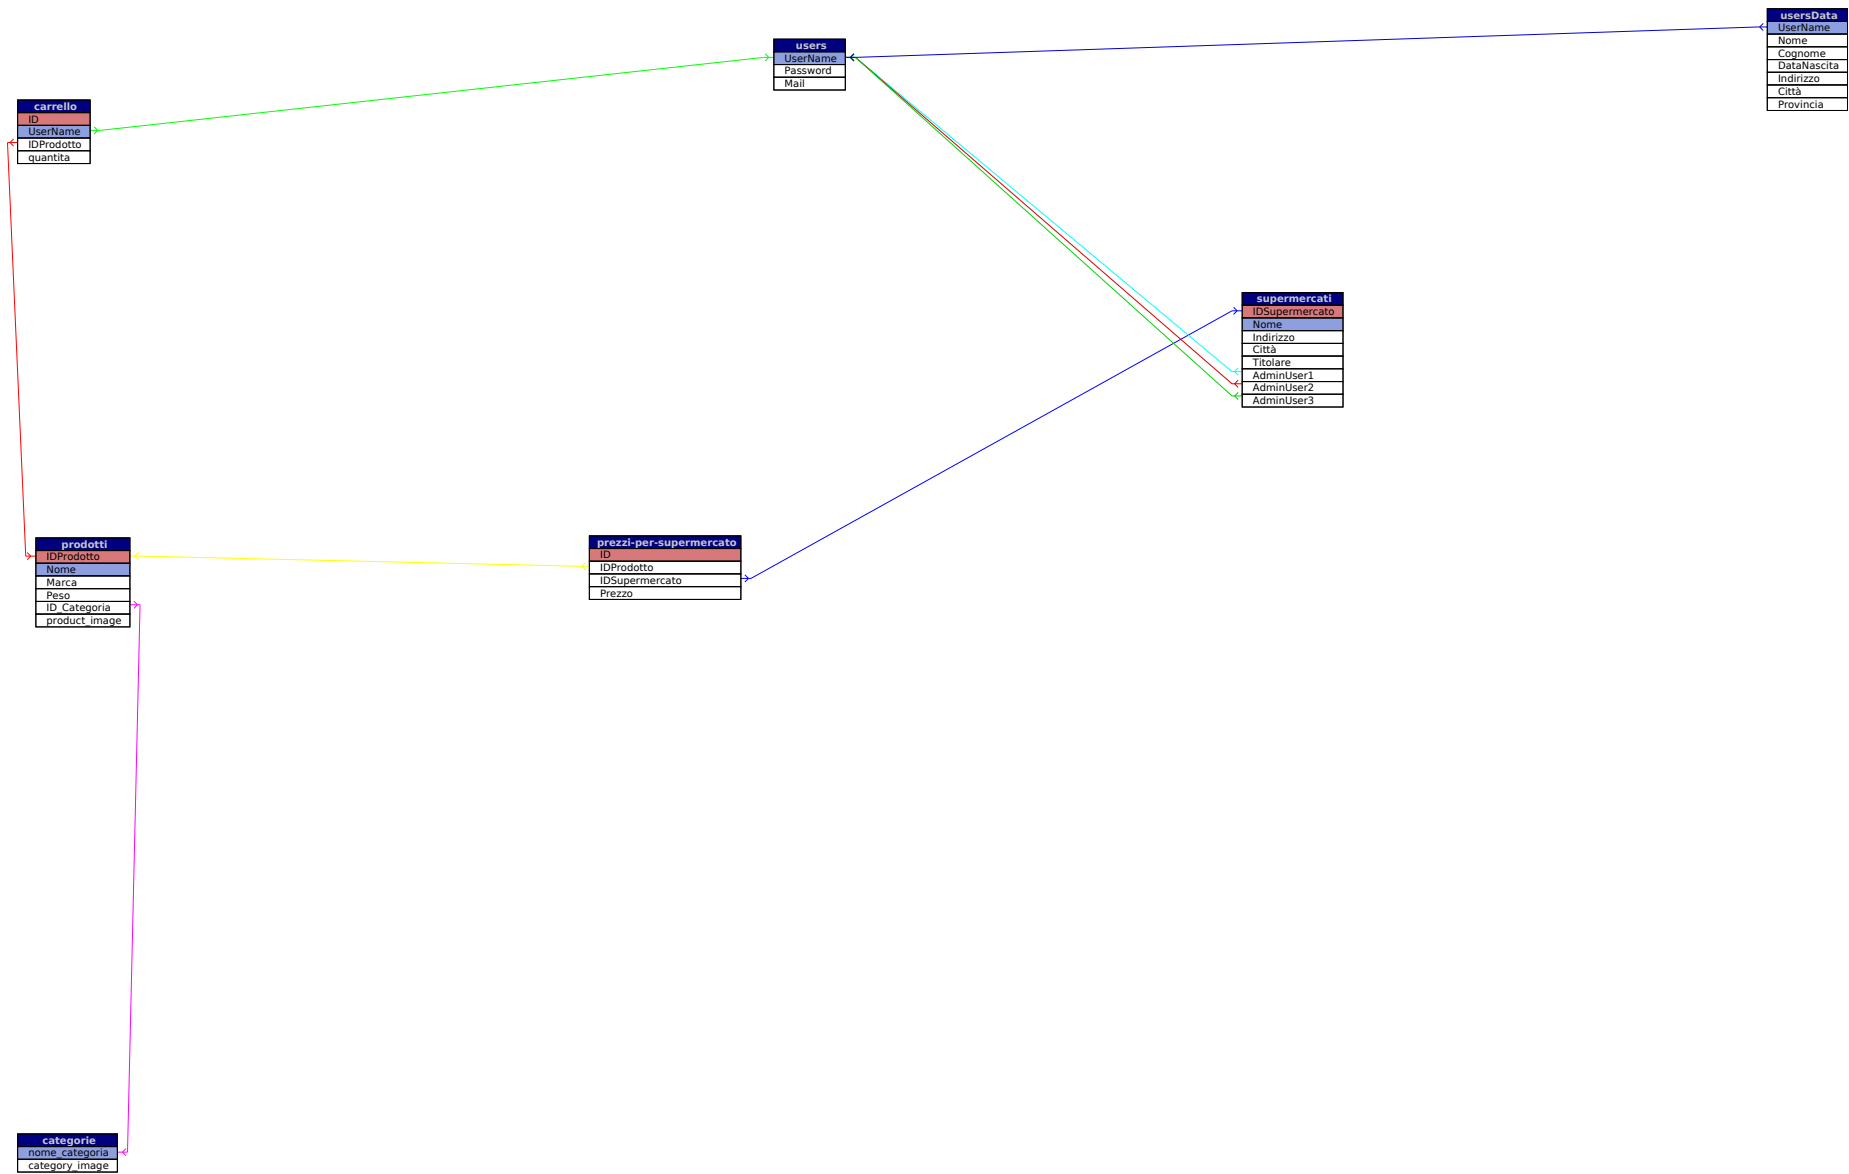 usersData
UserName
Nome
Cognome
DataNascita
Indirizzo
Città
Provincia
users
UserName
Password
Mail
carrello
ID
UserName
IDProdotto
quantita
supermercati
IDSupermercato
Nome
Indirizzo
Città
Titolare
AdminUser1
AdminUser2
AdminUser3
prodotti
IDProdotto
Nome
Marca
Peso
ID_Categoria
product_image
prezzi-per-supermercato
ID
IDProdotto
IDSupermercato
Prezzo
categorie
nome_categoria
category_image